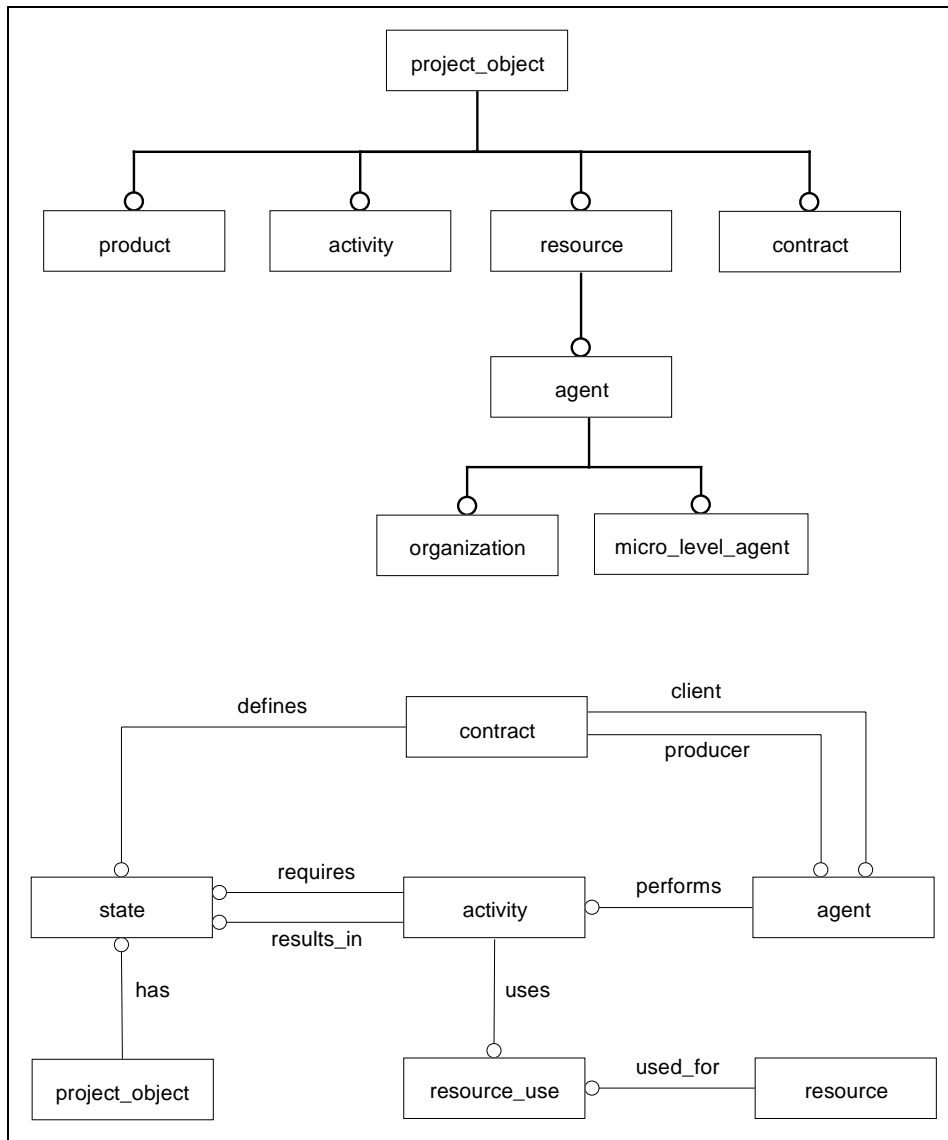 project_object
product
activity
resource
contract
agent
organization
micro_level_agent
defines
contract
client
producer
requires
performs
state
activity
agent
results_in
has
uses
used_for
project_object
resource_use
resource